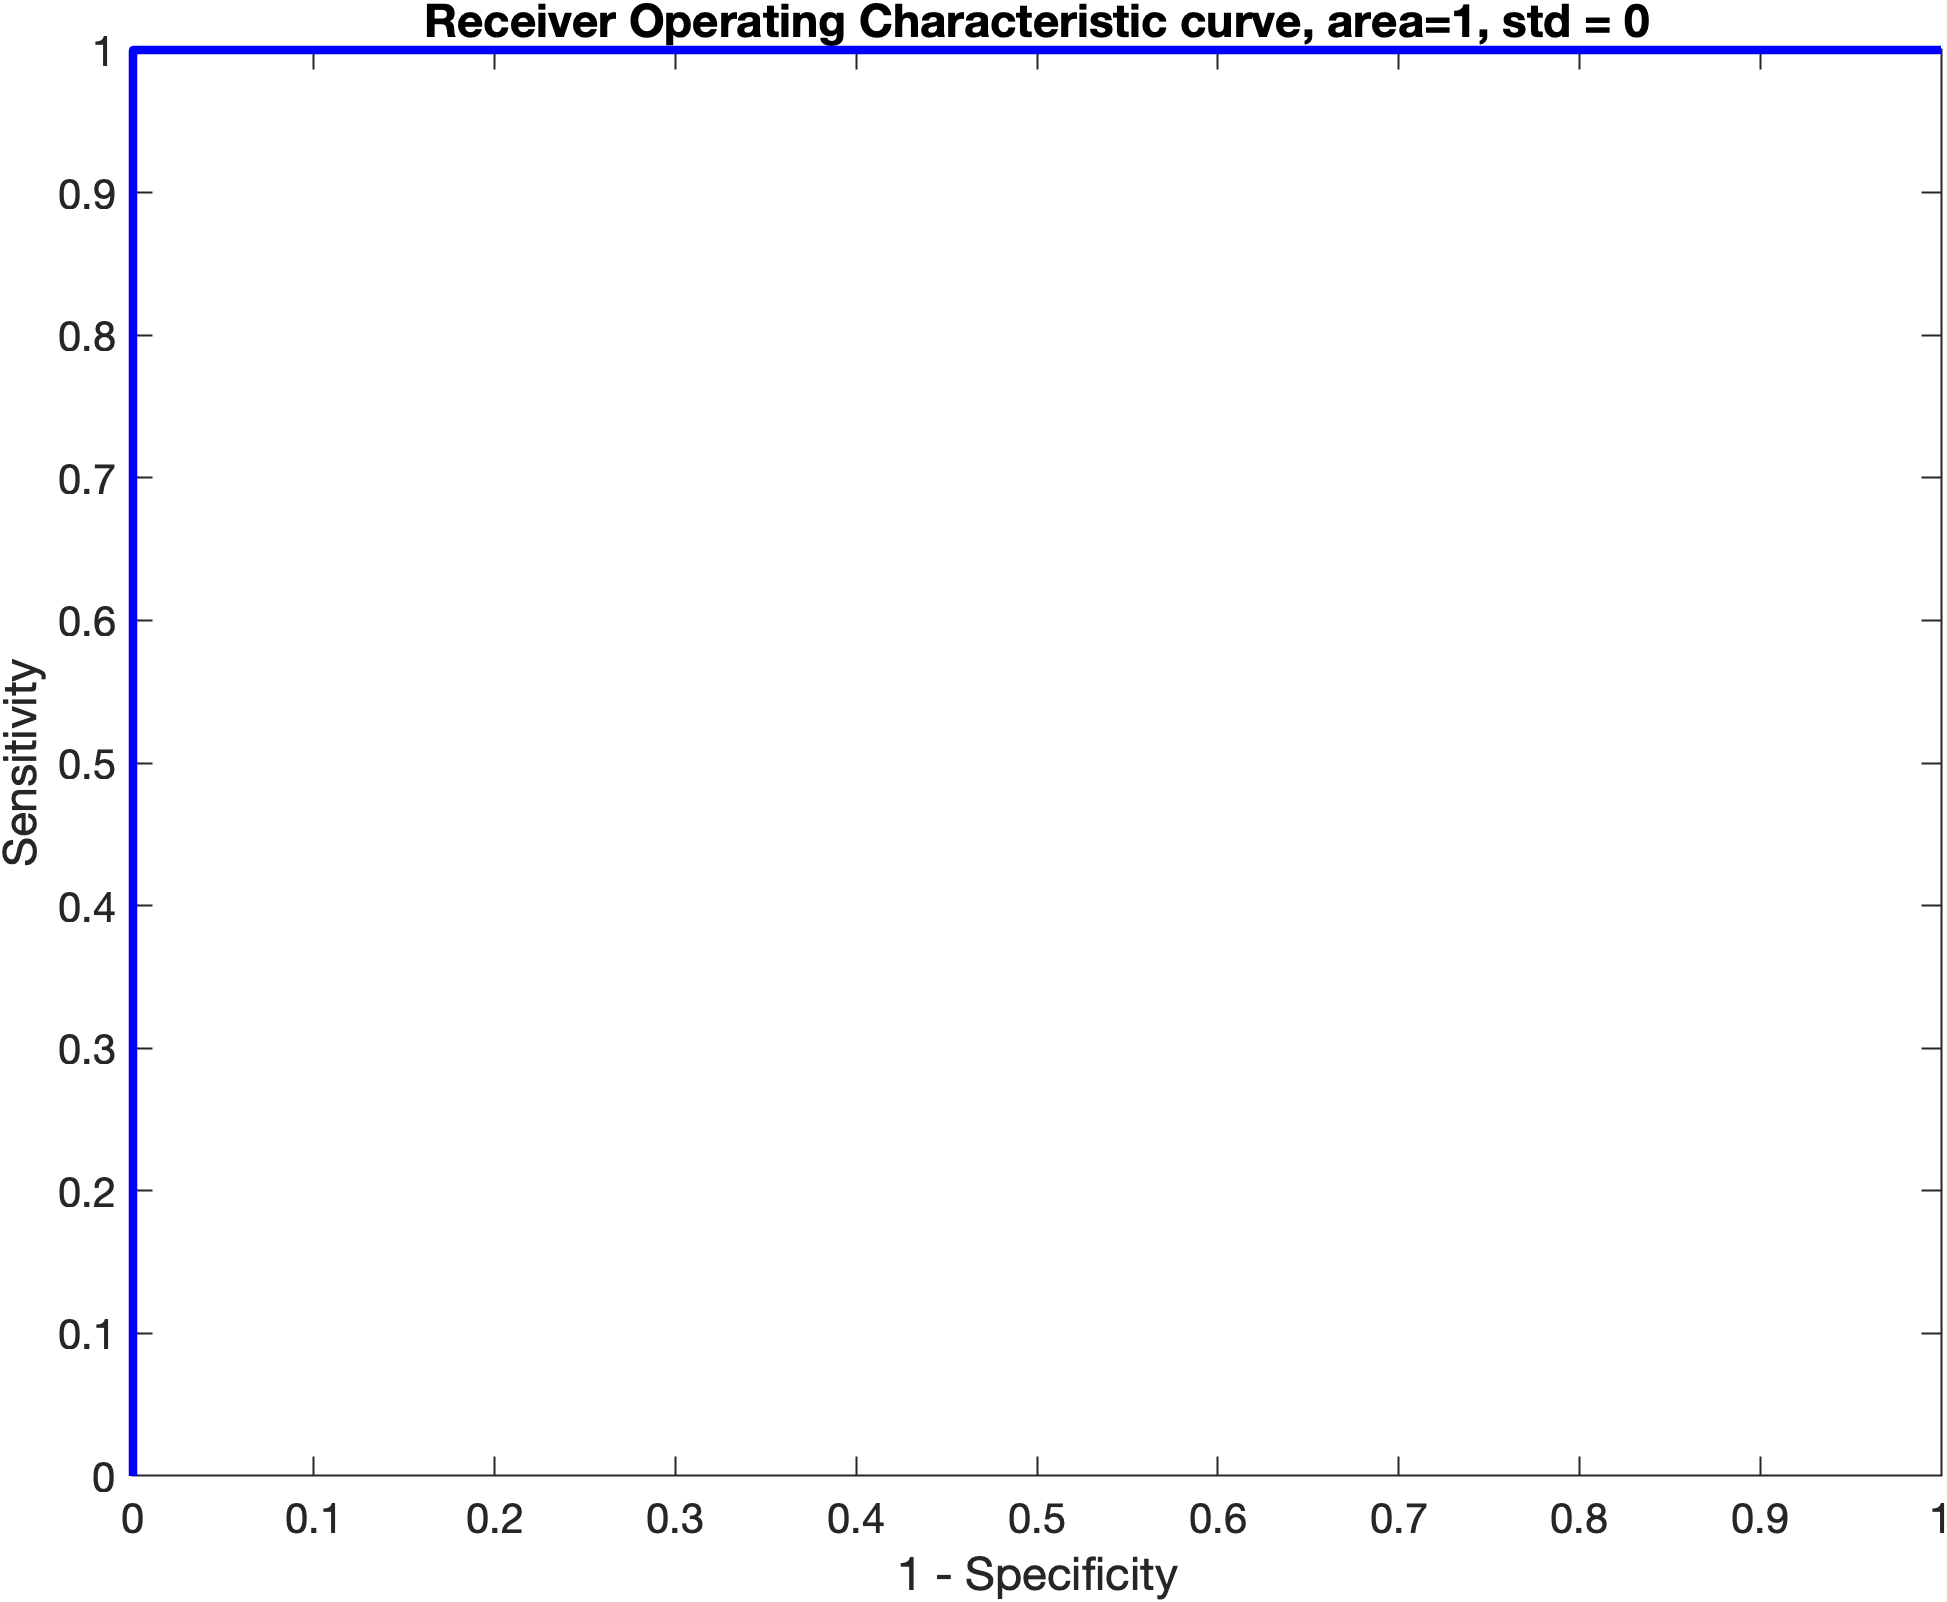 Receiver Operating Characteristic curve, area=1, std = 0
1
0.9
0.8
0.7
0.6
0.5
0.4
0.3
0.2
0.1
0
Sensitivity
0 0.1 0.2 0.3 0.4 0.5 0.6 0.7 0.8 0.9 1
1 - Specificity